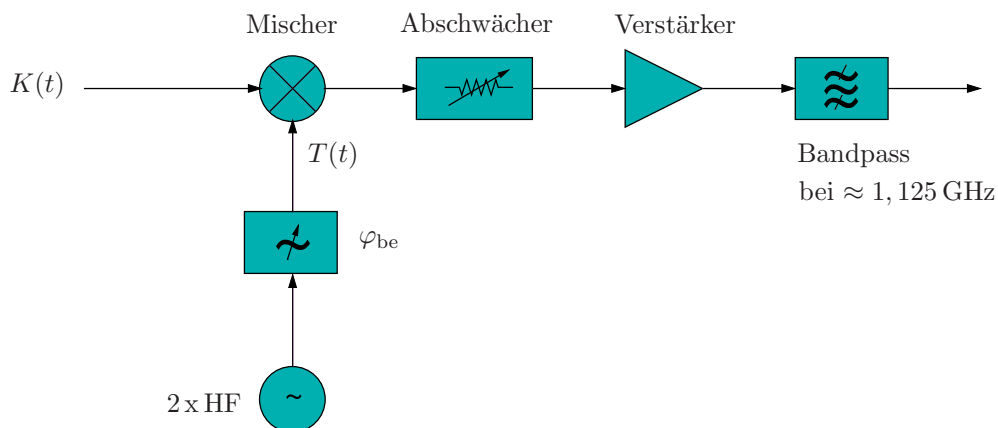 Mischer
Abschwächer
Verstärker
K(t)
T(t)
Bandpass
bei ≈ 1, 125 GHz
φbe
2 x HF
~